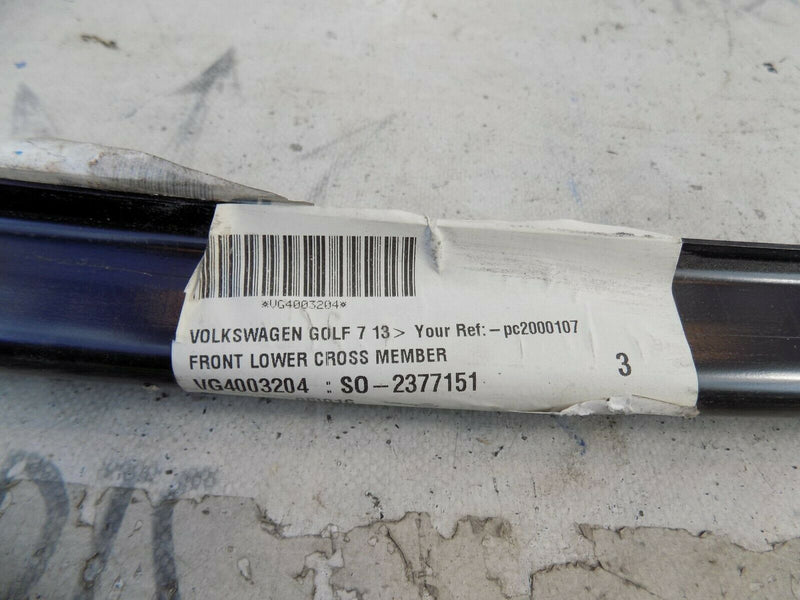 *VG4003204*
VOLKSWAGEN GOLF 7 13> Your Ref:-pc2000107
FRONT LOWER CROSS MEMBER
3
VG4003204 : SO-2377151